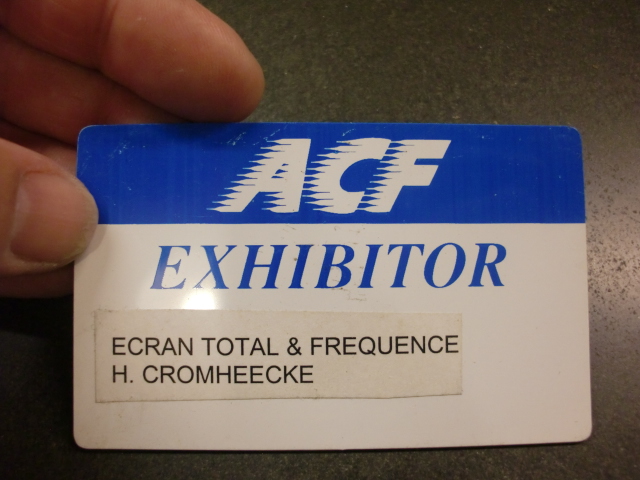 ACF
EXHIBITOR
ECRAN TOTAL & FREQUENCE
H. CROMHEECKE